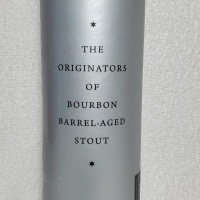 THE
ORIGINATORS
OF
BOURBON
BARREL-AGED
STOUT